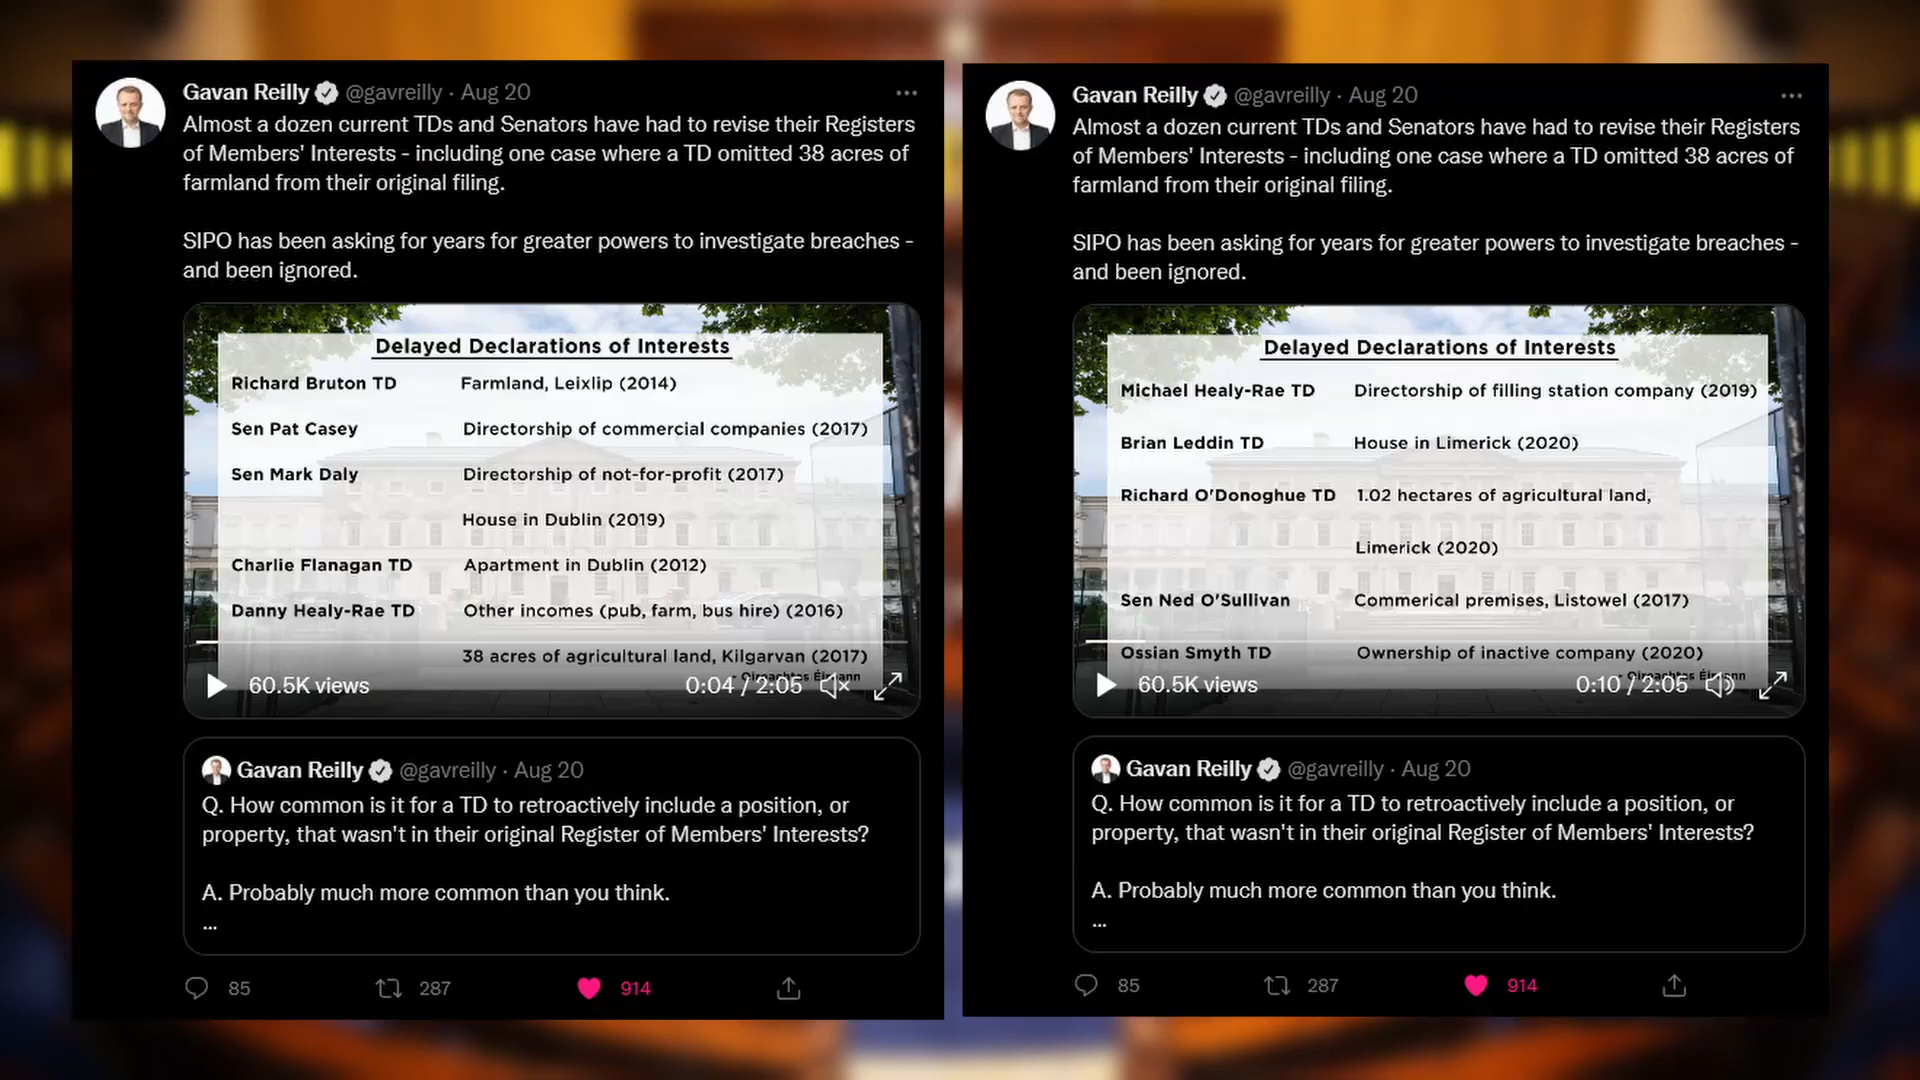 Gavan Reilly @gavreilly · Aug 20
Almost a dozen current TDs and Senators have had to revise their Registers
of Members' Interests - including one case where a TD omitted 38 acres of
farmland from their original filing.
SIPO has been asking for years for greater powers to investigate breaches -
and been ignored.
Delayed Declarations of Interests
Richard Bruton TD Farmland, Leixlip (2014)
Sen Pat Casey Directorship of commercial companies (2017)
Sen Mark Daly Directorship of not-for-profit (2017)
House in Dublin (2019)
Charlie Flanagan TD Apartment in Dublin (2012)
Danny Healy-Rae TD Other incomes (pub, farm, bus hire) (2016)
38 acres of agricultural land, Kilgarvan (2017)
- Oireachtas Éireann
60.5K views 0:04 / 2:05
Gavan Reilly @gavreilly · Aug 20
Q. How common is it for a TD to retroactively include a position, or
property, that wasn't in their original Register of Members' Interests?
A. Probably much more common than you think.
...
85 287 914
Gavan Reilly @gavreilly · Aug 20
Almost a dozen current TDs and Senators have had to revise their Registers
of Members' Interests - including one case where a TD omitted 38 acres of
farmland from their original filing.
SIPO has been asking for years for greater powers to investigate breaches -
and been ignored.
Delayed Declarations of Interests
Michael Healy-Rae TD Directorship of filling station company (2019)
Brian Leddin TD House in Limerick (2020)
Richard O'Donoghue TD 1.02 hectares of agricultural land,
Limerick (2020)
Sen Ned O'Sullivan Commerical premises, Listowel (2017)
Ossian Smyth TD Ownership of inactive company (2020)
- Oireachtas Éireann
60.5K views 0:10 / 2:05
Gavan Reilly @gavreilly · Aug 20
Q. How common is it for a TD to retroactively include a position, or
property, that wasn't in their original Register of Members' Interests?
A. Probably much more common than you think.
...
85 287 914